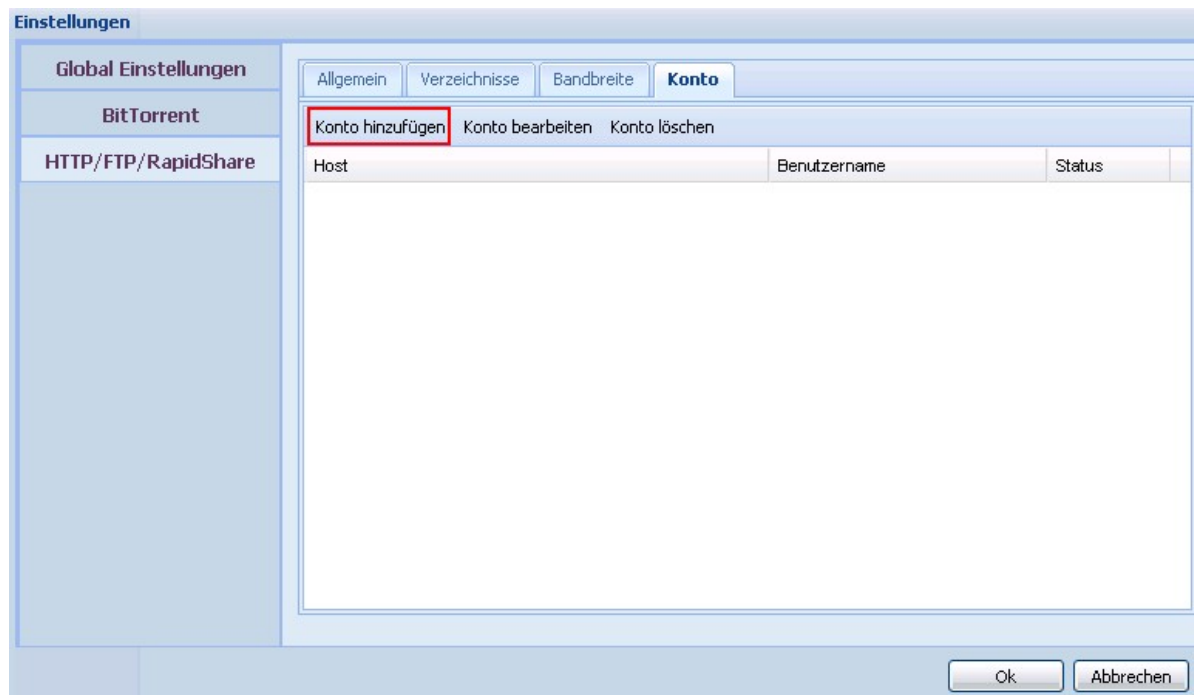 Einstellungen
Global Einstellungen
BitTorrent
HTTP/FTP/RapidShare
Allgemein Verzeichnisse Bandbreite Konto
Konto hinzufügen Konto bearbeiten Konto löschen
Host Benutzername Status
Ok Abbrechen